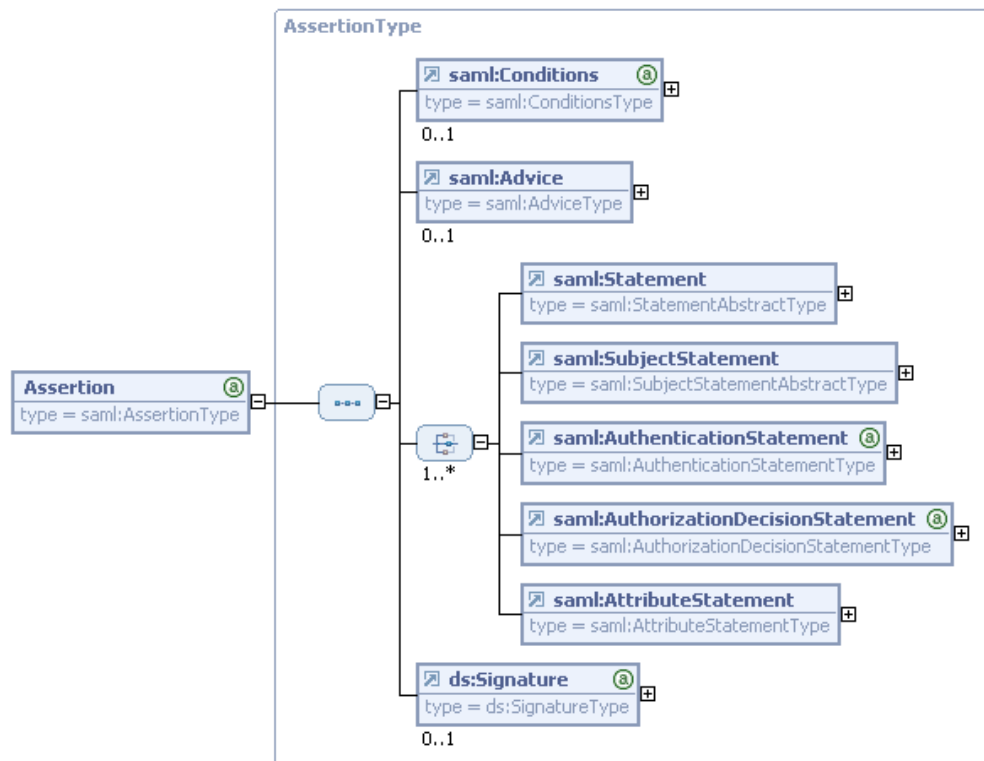 AssertionType
saml:Conditions a
type = saml:ConditionsType
0..1
saml:Advice
type = saml:AdviceType
0..1
saml:Statement
type = saml:StatementAbstractType
saml:SubjectStatement
type = saml:SubjectStatementAbstractType
Assertion a
type = saml:AssertionType
saml:AuthenticationStatement a
type = saml:AuthenticationStatementType
1..*
saml:AuthorizationDecisionStatement a
type = saml:AuthorizationDecisionStatementType
saml:AttributeStatement
type = saml:AttributeStatementType
ds:Signature a
type = ds:SignatureType
0..1